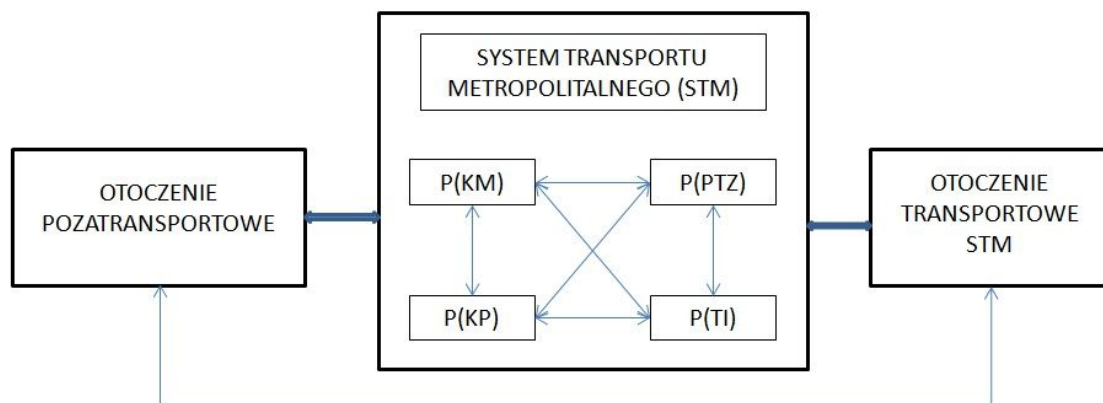 SYSTEM TRANSPORTU
METROPOLITALNEGO (STM)
OTOCZENIE
POZATRANSPORTOWE
P(KM)
P(PTZ)
P(KP)
P(TI)
OTOCZENIE
TRANSPORTOWE
STM